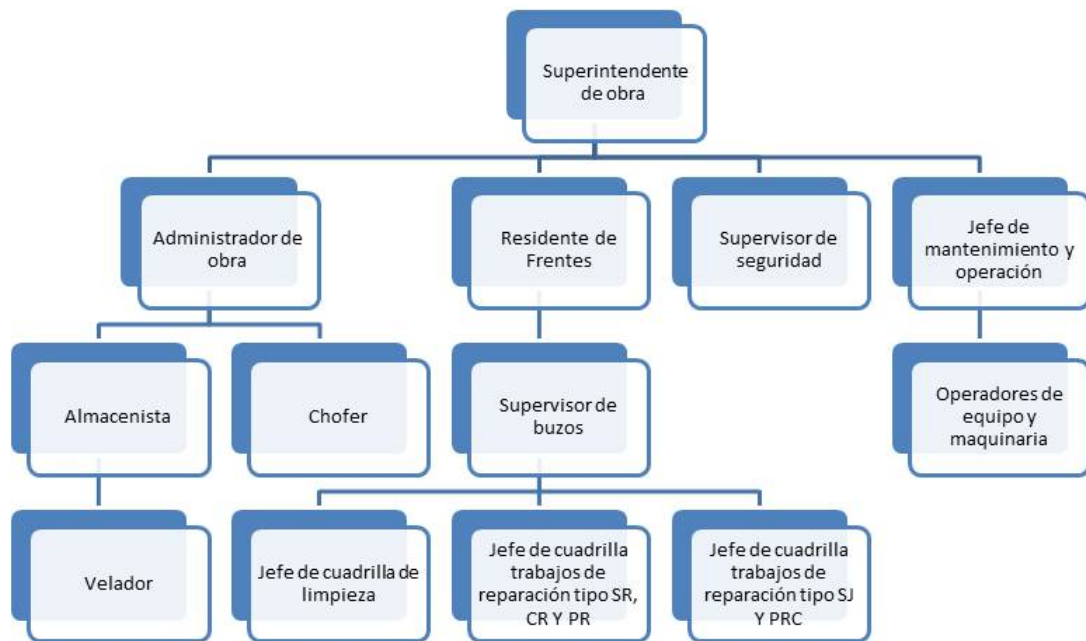 Superintendente
de obra
Administrador de
obra
Residente de
Frentes
Supervisor de
seguridad
Jefe de
mantenimiento y
operación
Almacenista
Chofer
Supervisor de
buzos
Operadores de
equipo y
maquinaria
Velador
Jefe de cuadrilla de
limpieza
Jefe de cuadrilla
trabajos de
reparación tipo SR,
CR Y PR
Jefe de cuadrilla
trabajos de
reparación tipo SJ
Y PRC